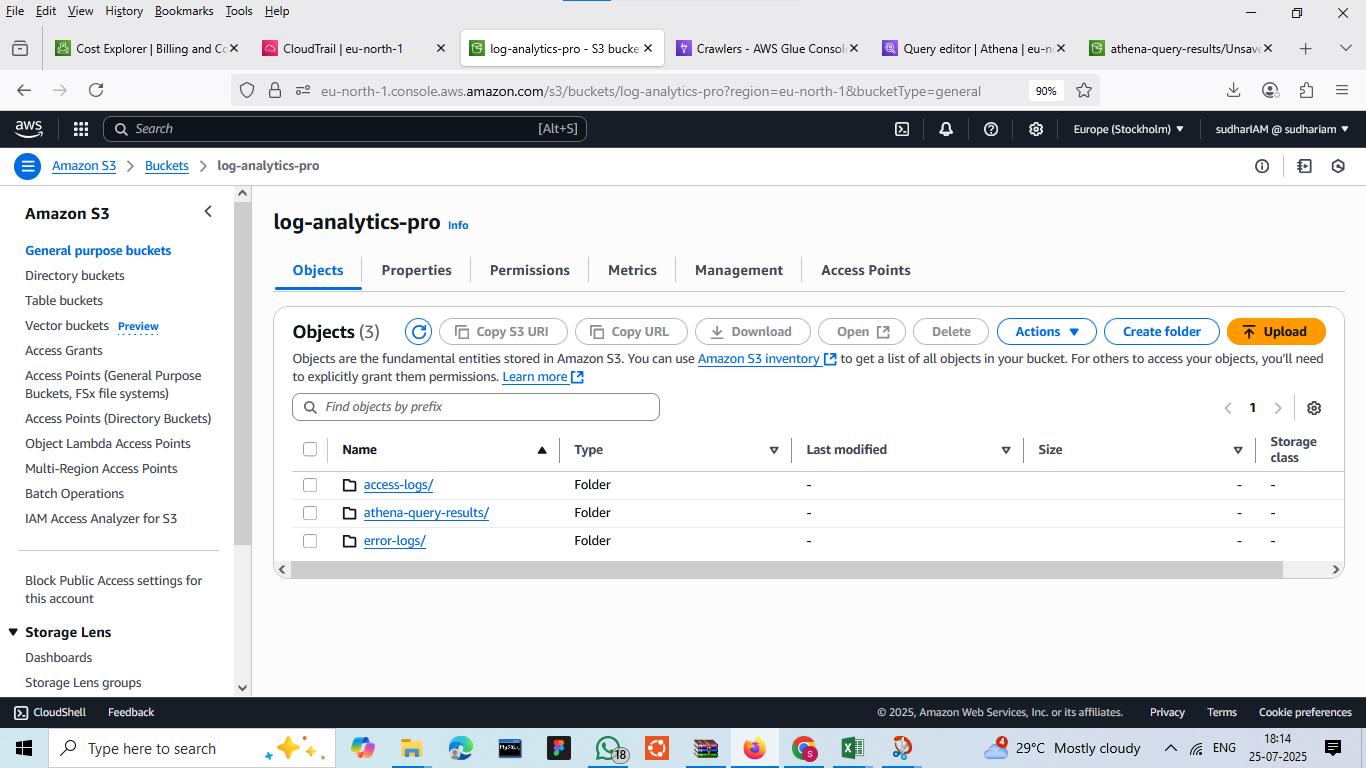 File Edit View History Bookmarks Tools Help
Cost Explorer | Billing and Co
CloudTrail | eu-north-1
log-analytics-pro - S3 bucke
Crawlers - AWS Glue Consol
Query editor | Athena | eu-n
athena-query-results/Unsave
eu-north-1.console.aws.amazon.com/s3/buckets/log-analytics-pro?region=eu-north-1&bucketType=general
90%
aws
Search
[Alt+S]
Europe (Stockholm)
sudharIAM @ sudhariam
Amazon S3
Buckets
log-analytics-pro
Amazon S3
General purpose buckets
Directory buckets
Table buckets
Vector buckets Preview
Access Grants
Access Points (General Purpose
Buckets, FSx file systems)
Access Points (Directory Buckets)
Object Lambda Access Points
Multi-Region Access Points
Batch Operations
IAM Access Analyzer for S3
Block Public Access settings for
this account
Storage Lens
Dashboards
Storage Lens groups
log-analytics-pro Info
Objects Properties Permissions Metrics Management Access Points
Objects (3)
Copy S3 URI
Copy URL
Download
Open
Delete
Actions
Create folder
Upload
Objects are the fundamental entities stored in Amazon S3. You can use Amazon S3 inventory to get a list of all objects in your bucket. For others to access your objects, you'll need
to explicitly grant them permissions. Learn more
Find objects by prefix
1
Name Type Last modified Size Storage
class
access-logs/ Folder - - -
athena-query-results/ Folder - - -
error-logs/ Folder - - -
CloudShell Feedback
© 2025, Amazon Web Services, Inc. or its affiliates. Privacy Terms Cookie preferences
Type here to search
MySQL
18
S
4
29°C Mostly cloudy
ENG
18:14
25-07-2025